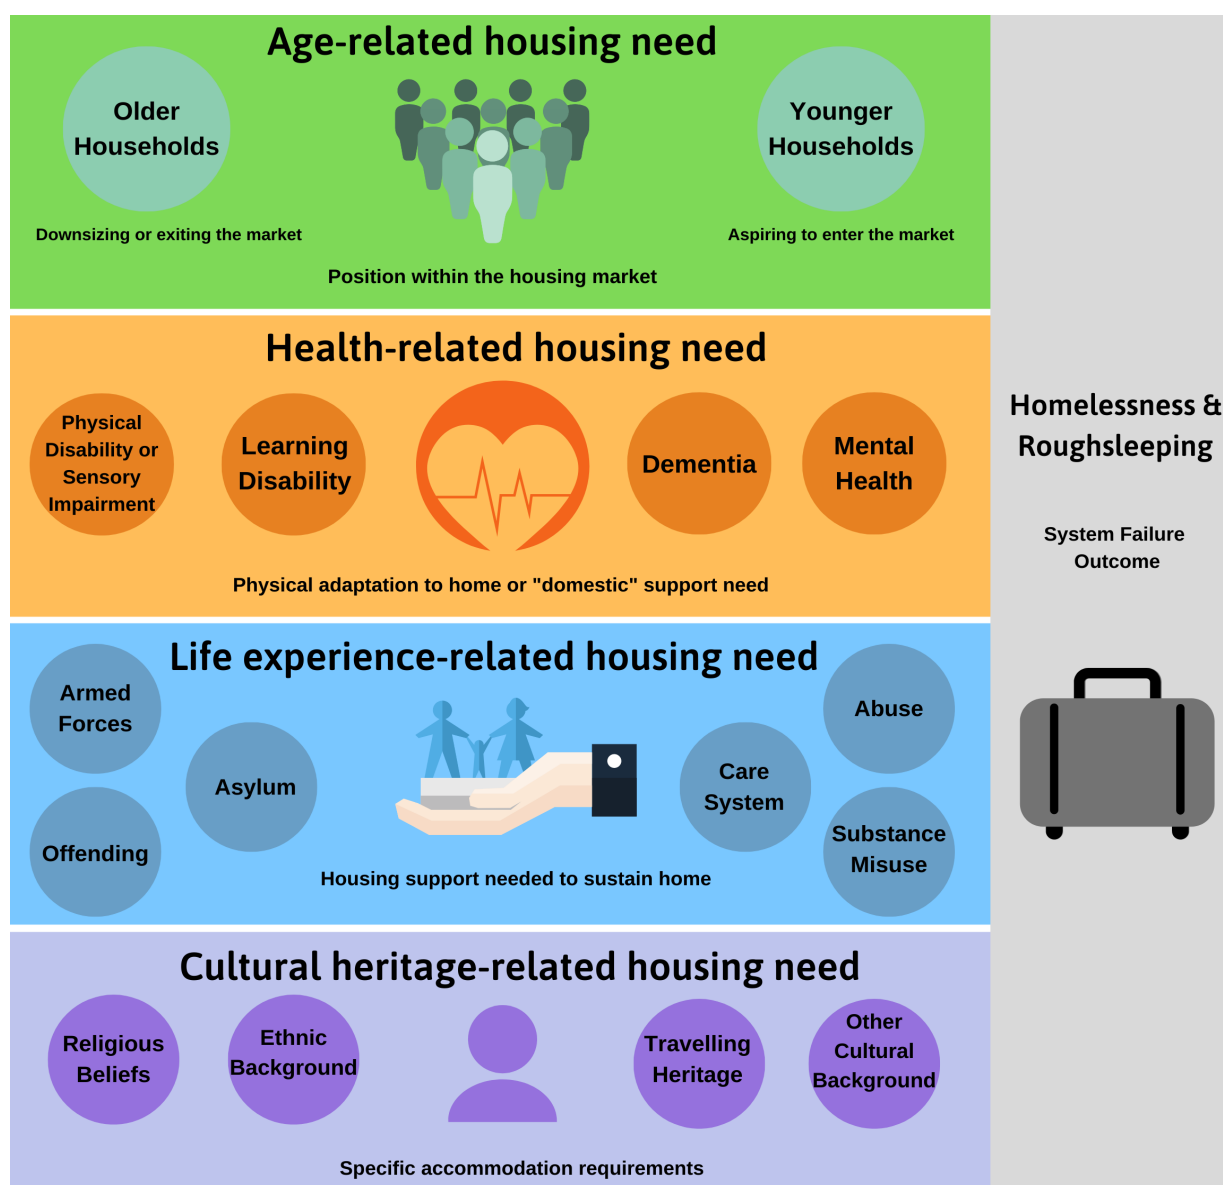 Age-related housing need
Older
Households
Younger
Households
Downsizing or exiting the market
Aspiring to enter the market
Position within the housing market
Health-related housing need
Physical
Disability or
Sensory
Impairment
Learning
Disability
Dementia
Mental
Health
Physical adaptation to home or "domestic" support need
Life experience-related housing need
Armed
Forces
Asylum
Offending
Care
System
Abuse
Substance
Misuse
Housing support needed to sustain home
Cultural heritage-related housing need
Religious
Beliefs
Ethnic
Background
Travelling
Heritage
Other
Cultural
Background
Specific accommodation requirements
Homelessness &
Roughsleeping
System Failure
Outcome